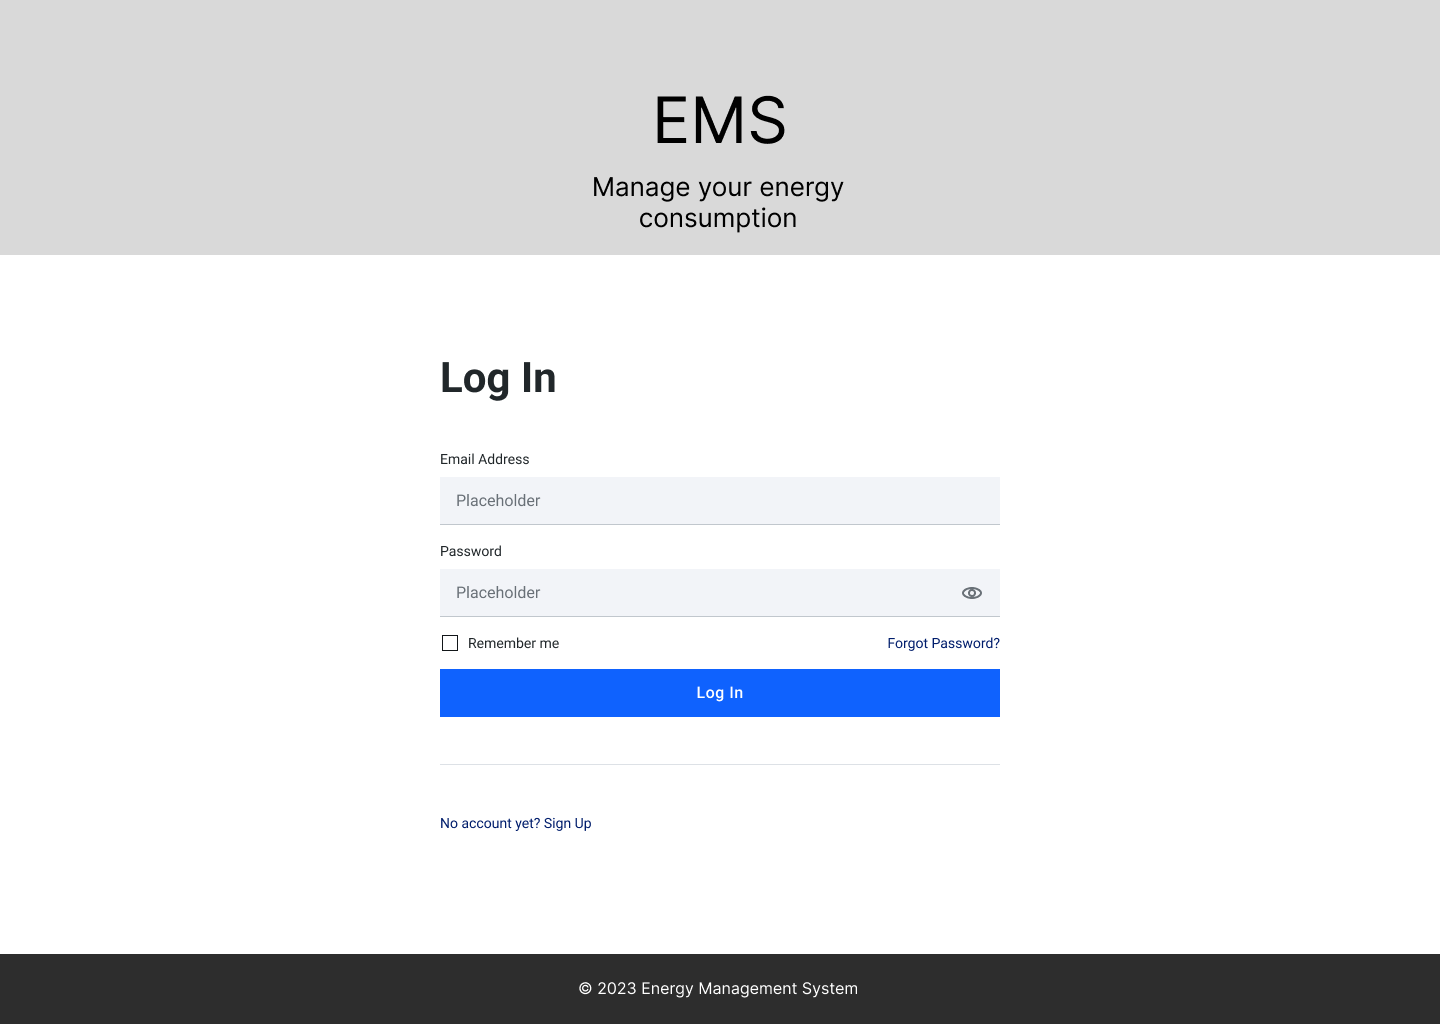 EMS
Manage your energy
consumption
Log In
Email Address
Placeholder
Password
Placeholder
Remember me
Forgot Password?
Log In
No account yet? Sign Up
© 2023 Energy Management System